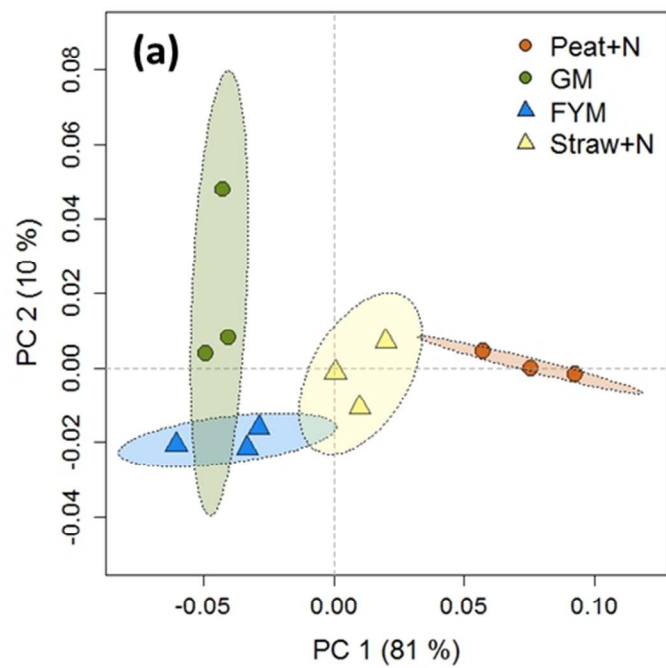 (a)
Peat+N
GM
FYM
Straw+N
PC 2 (10 %)
0.08
0.06
0.04
0.02
0.00
-0.02
-0.04
-0.05 0.00 0.05 0.10
PC 1 (81 %)